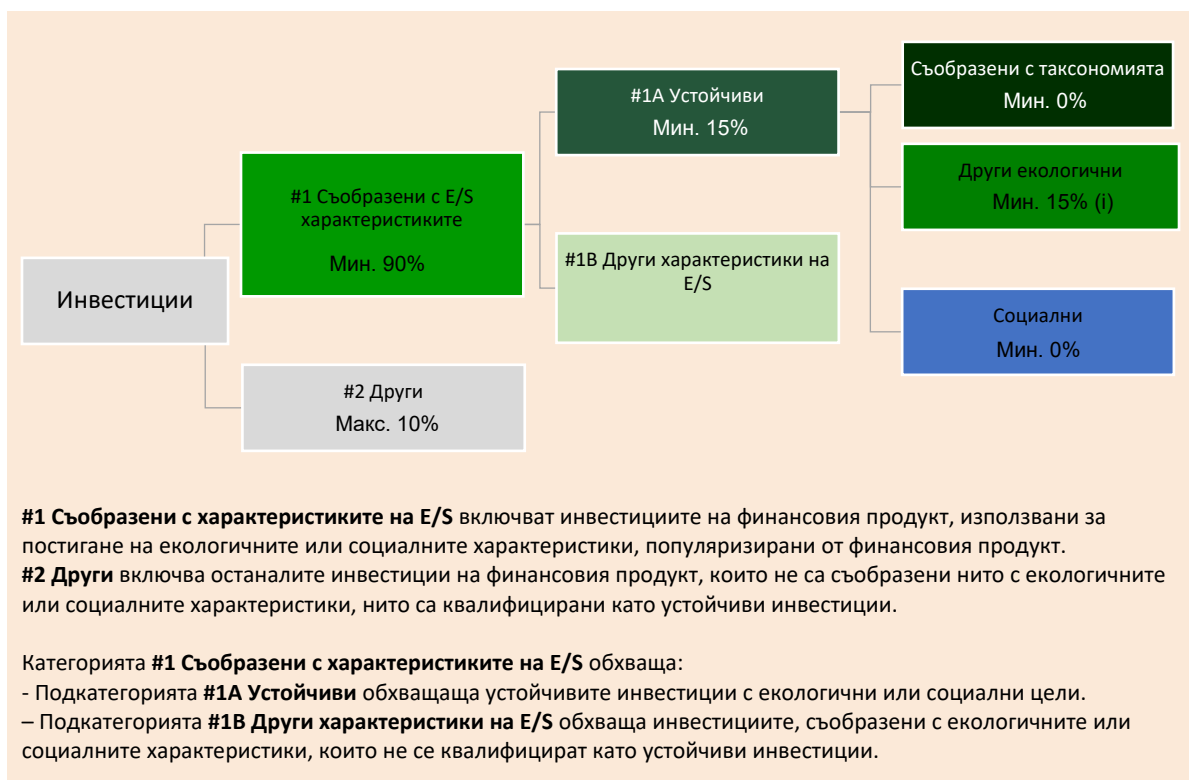 Инвестиции
#1 Съобразени с E/S
характеристиките
Мин. 90%
#2 Други
Макс. 10%
#1A Устойчиви
Мин. 15%
#1B Други характеристики на
E/S
Съобразени с таксономията
Мин. 0%
Други екологични
Мин. 15% (i)
Социални
Мин. 0%
#1 Съобразени с характеристиките на E/S включват инвестициите на финансовия продукт, използвани за
постигане на екологичните или социалните характеристики, популяризирани от финансовия продукт.
#2 Други включва останалите инвестиции на финансовия продукт, които не са съобразени нито с екологичните
или социалните характеристики, нито са квалифицирани като устойчиви инвестиции.
Категорията #1 Съобразени с характеристиките на E/S обхваща:
- Подкатегорията #1A Устойчиви обхващаща устойчивите инвестиции с екологични или социални цели.
– Подкатегорията #1B Други характеристики на E/S обхваща инвестициите, съобразени с екологичните или
социалните характеристики, които не се квалифицират като устойчиви инвестиции.